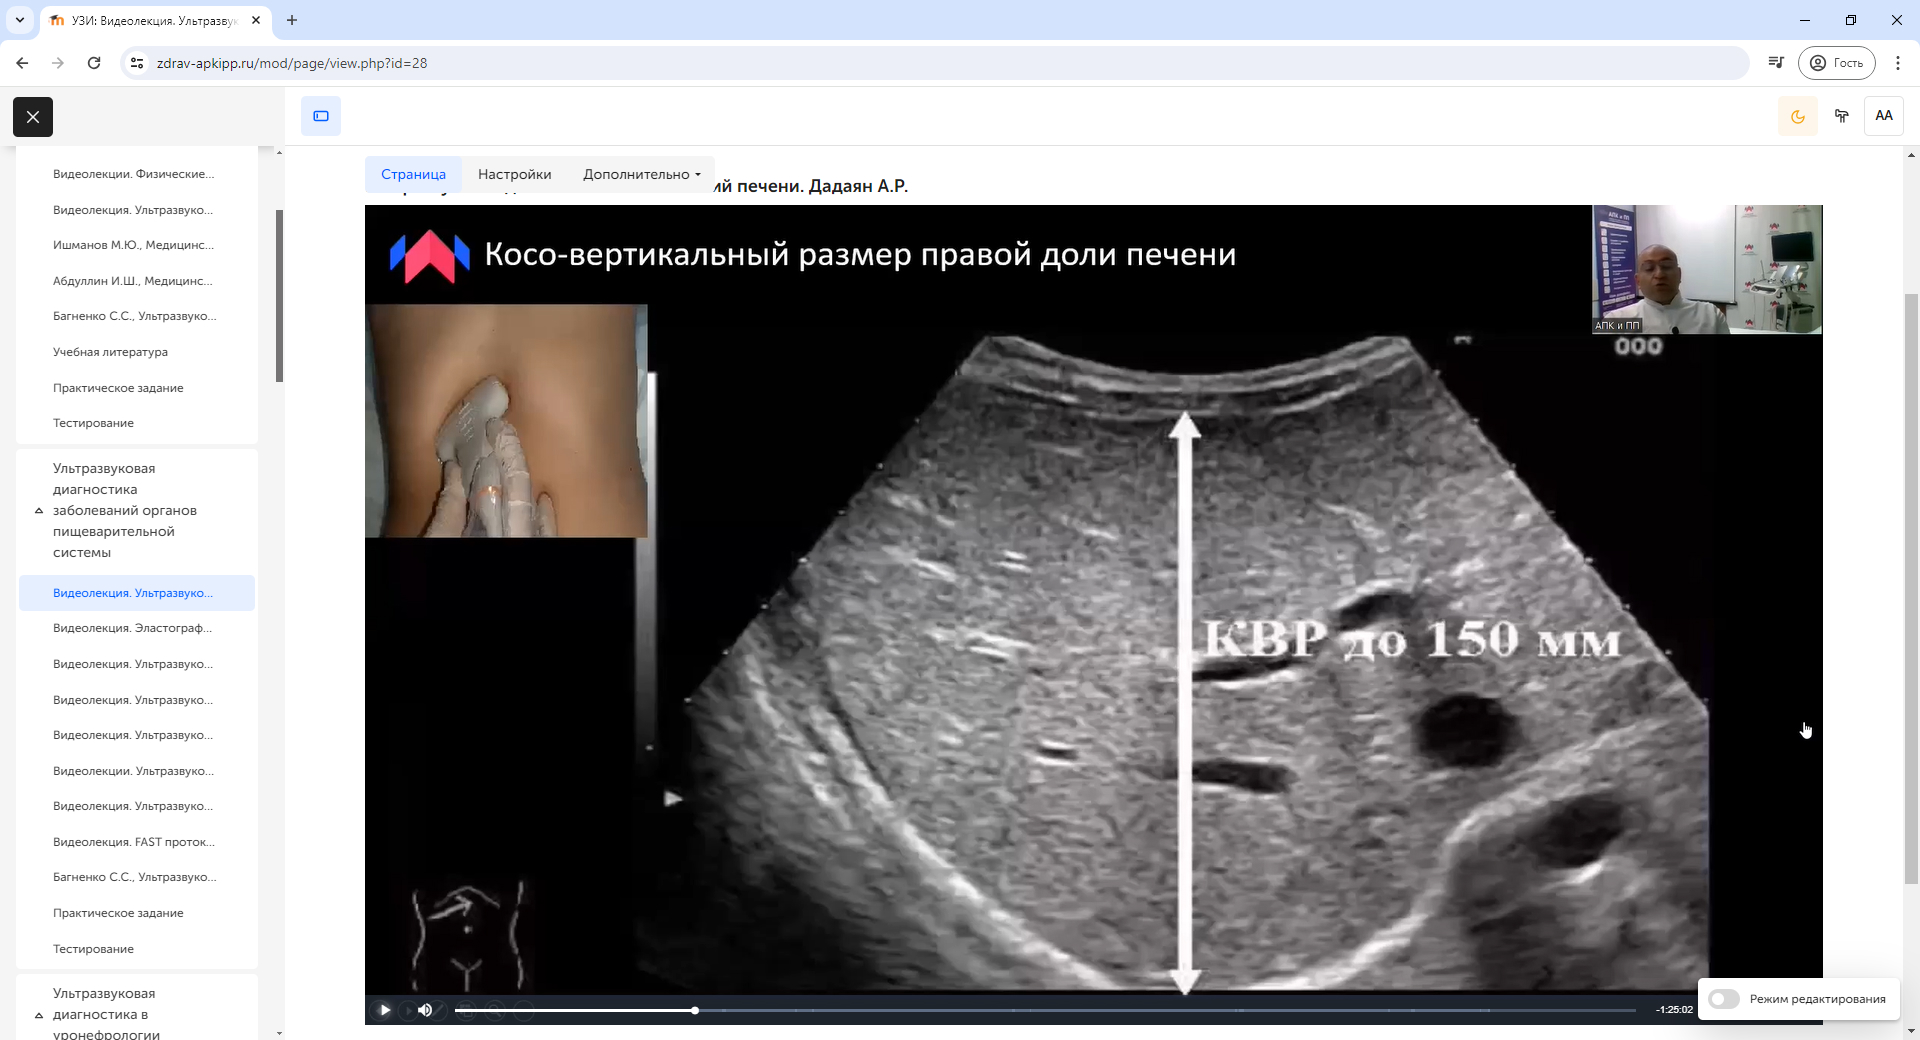 УЗИ: Видеолекция. Ультразвук
zdrav-apkipp.ru/mod/page/view.php?id=28
Гость
AA
Видеолекции. Физические...
Видеолекция. Ультразвуко...
Ишманов М.Ю., Медицинс...
Абдуллин И.Ш., Медицинс...
Багненко С.С., Ультразвуко...
Учебная литература
Практическое задание
Тестирование
Ультразвуковая
диагностика
заболеваний органов
пищеварительной
системы
Видеолекция. Ультразвуко...
Видеолекция. Эластограф...
Видеолекция. Ультразвуко...
Видеолекция. Ультразвуко...
Видеолекция. Ультразвуко...
Видеолекции. Ультразвуко...
Видеолекция. Ультразвуко...
Видеолекция. FAST проток...
Багненко С.С., Ультразвуко...
Практическое задание
Тестирование
Ультразвуковая
диагностика в
уронефрологии
Страница Настройки Дополнительно
ий печени. Дадаян А.Р.
Косо-вертикальный размер правой доли печени
АПК и ПП
АПК и ПП
000
КВР до 150 мм
-1:25:02
Режим редактирования